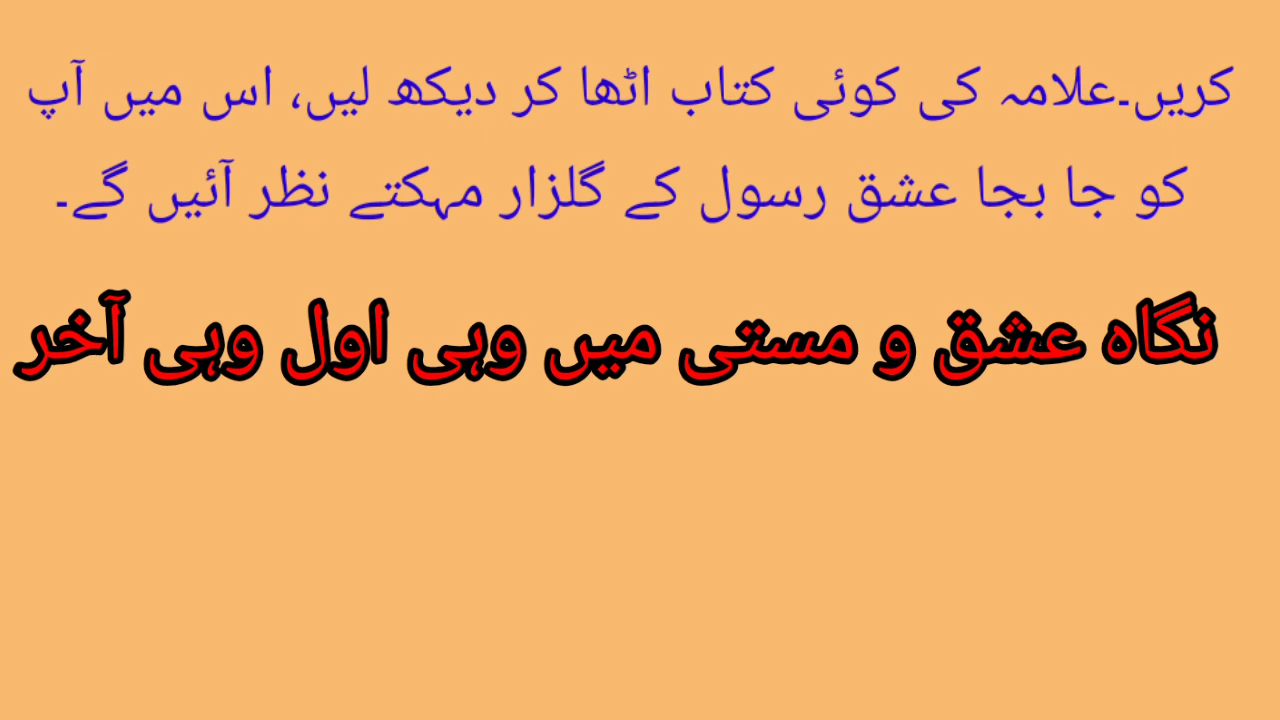 کریں۔علامہ کی کوئی کتاب اٹھا کر دیکھ لیں، اس میں آپ
کو جا بجا عشق رسول کے گلزار مہکتے نظر آئیں گے۔
نگاہ عشق و مستی میں وہی اول وہی آخر